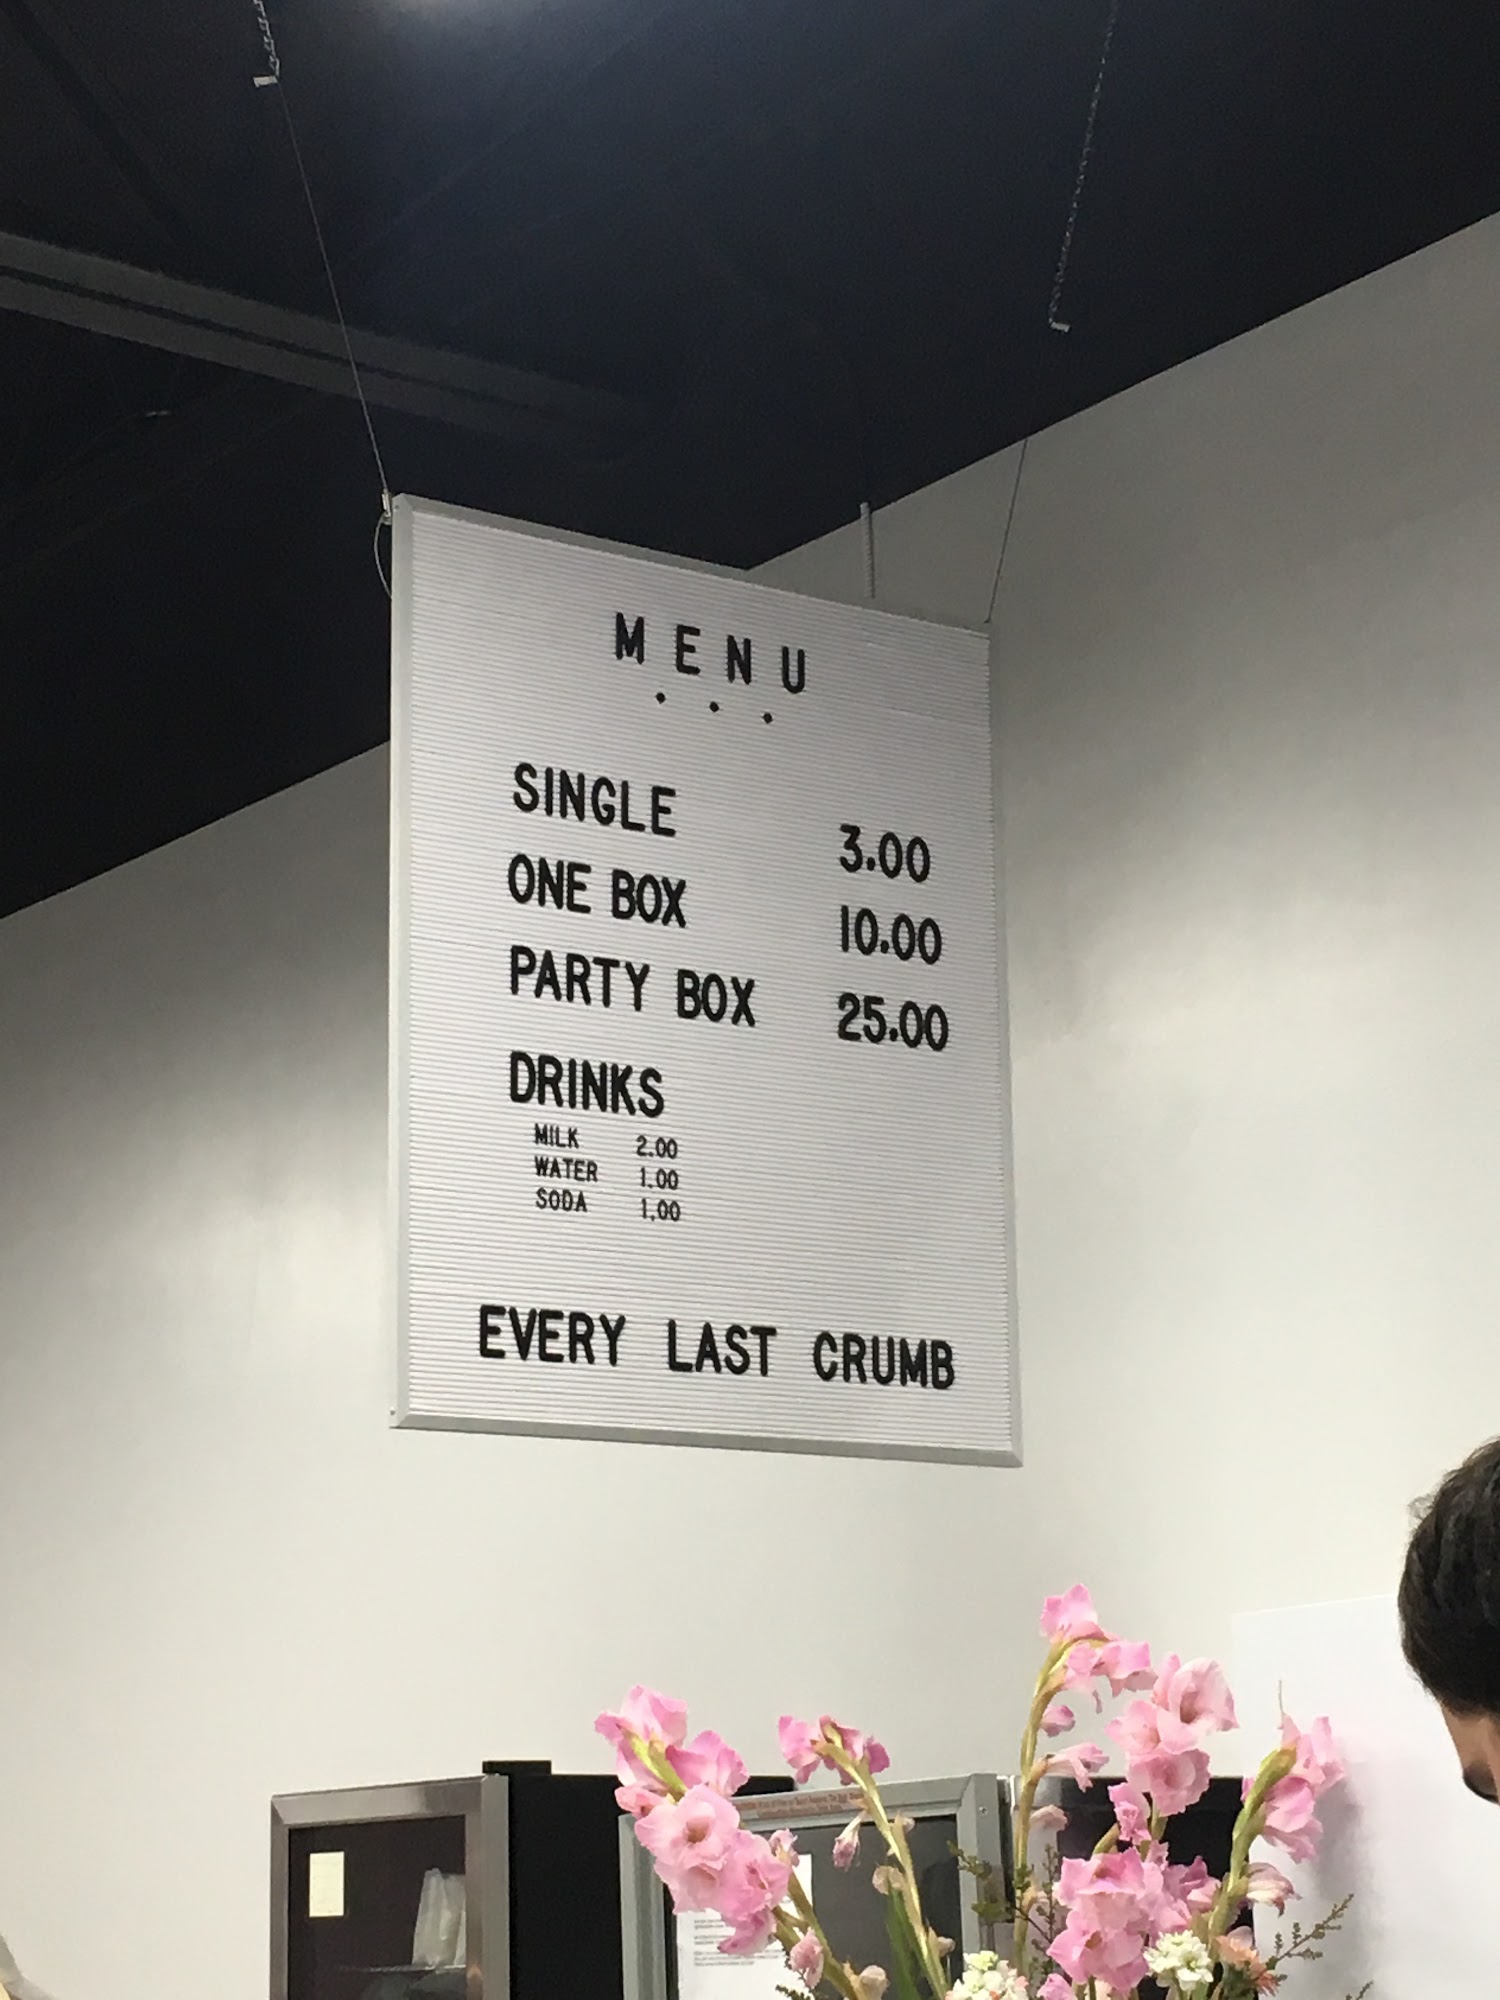 MENU
...
SINGLE 3.00
ONE BOX 10.00
PARTY BOX 25.00
DRINKS
MILK 2.00
WATER 1.00
SODA 1.00
EVERY LAST CRUMB